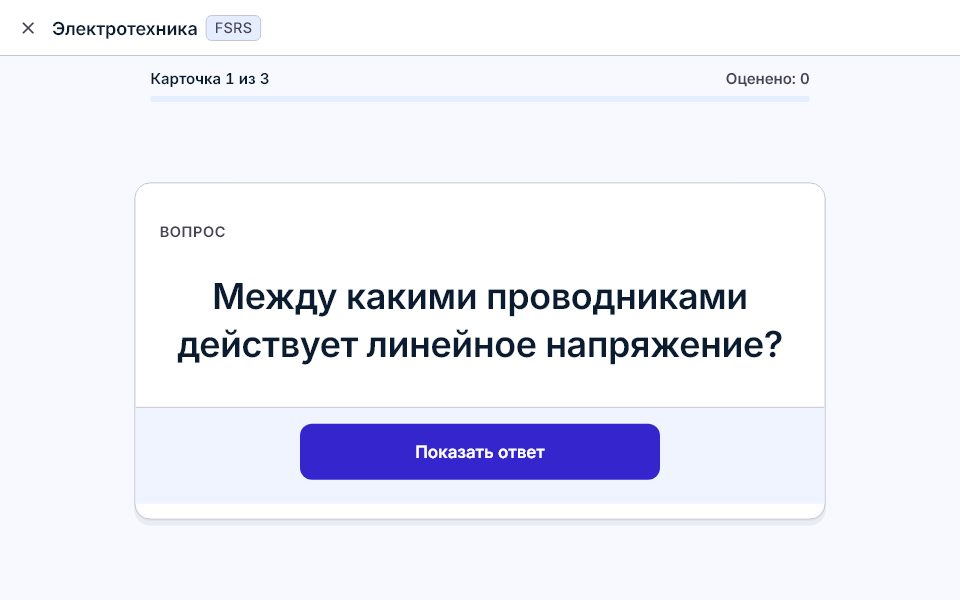 Электротехника FSRS
Карточка 1 из 3
Оценено: 0
ВОПРОС
Между какими проводниками
действует линейное напряжение?
Показать ответ